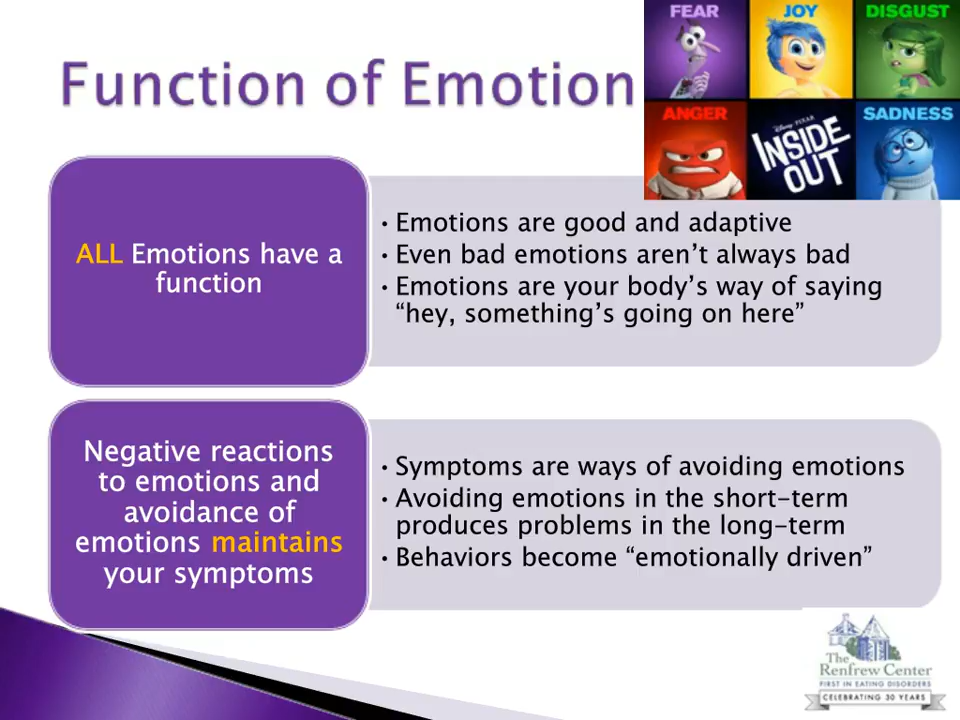 Function of Emotion
FEAR
JOY
DISGUST
ANGER
DISNEY·PIXAR
INSIDE
OUT
SADNESS
ALL Emotions have a
function
• Emotions are good and adaptive
• Even bad emotions aren’t always bad
• Emotions are your body’s way of saying
“hey, something’s going on here”
Negative reactions
to emotions and
avoidance of
emotions maintains
your symptoms
• Symptoms are ways of avoiding emotions
• Avoiding emotions in the short-term
produces problems in the long-term
• Behaviors become “emotionally driven”
The
Renfrew Center
FIRST IN EATING DISORDERS
CELEBRATING 30 YEARS